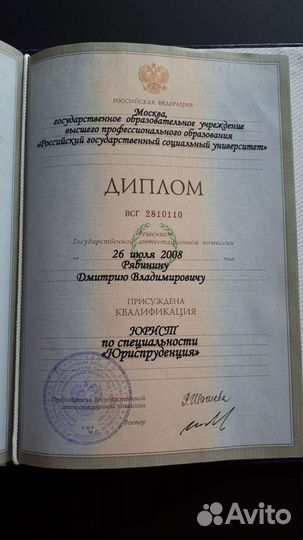 РОССИЙСКАЯ ФЕДЕРАЦИЯ
Москва,
государственное образовательное учреждение
высшего профессионального образования
«Российский государственный социальный университет»
ДИПЛОМ
ВСГ 2810110
Решением
Государственной аттестационной комиссии
от 26 июля 2008 года
Рябинину
Дмитрию Владимировичу
ПРИСУЖДЕНА
КВАЛИФИКАЦИЯ
ЮРИСТ
по специальности
«Юриспруденция»
Председатель Государственной
аттестационной комиссии
Ректор
М.П.
Avito